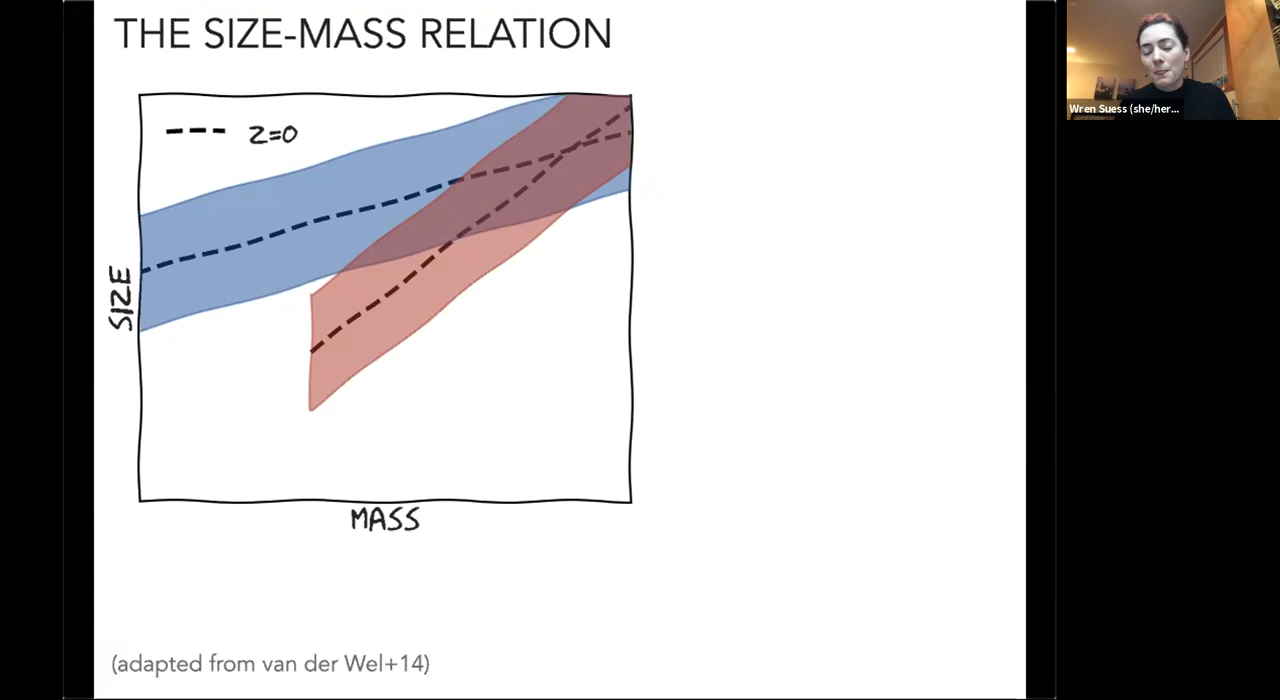 THE SIZE-MASS RELATION
z=0
SIZE
MASS
(adapted from van der Wel+14)
Wren Suess (she/her...